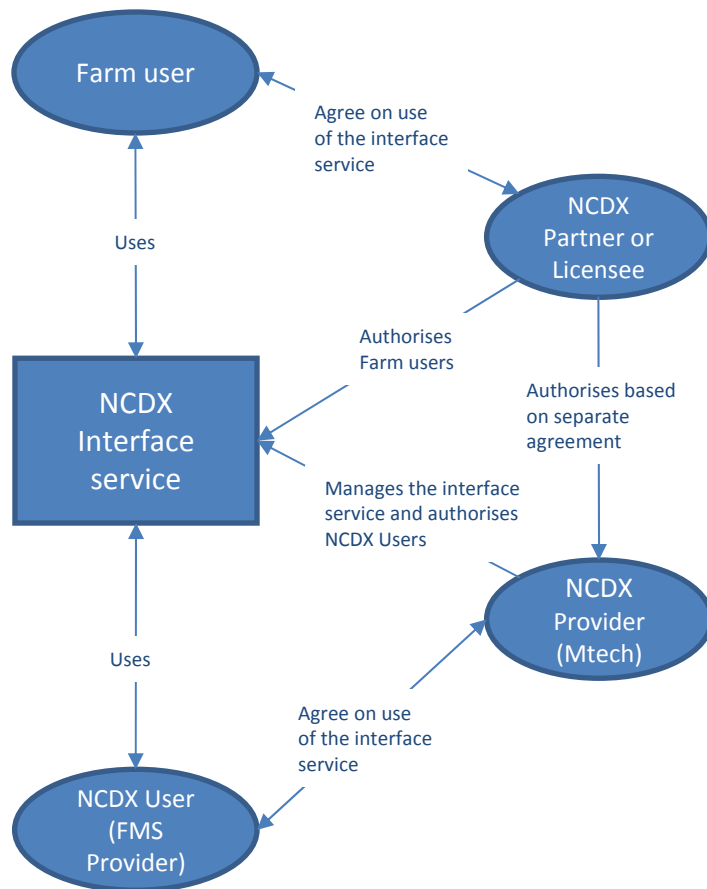 Farm user
Agree on use
of the interface
service
NCDX
Partner or
Licensee
Uses
Authorises
Farm users
NCDX
Interface
service
Authorises based
on separate
agreement
Manages the interface
service and authorises
NCDX Users
NCDX
Provider
(Mtech)
Uses
Agree on use
of the interface
service
NCDX User
(FMS
Provider)